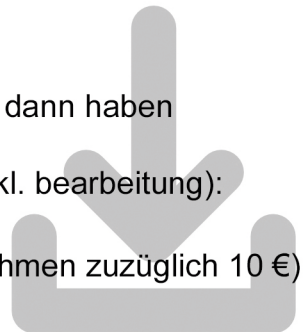 dann haben
kl. bearbeitung):
hmen zuzüglich 10 €)